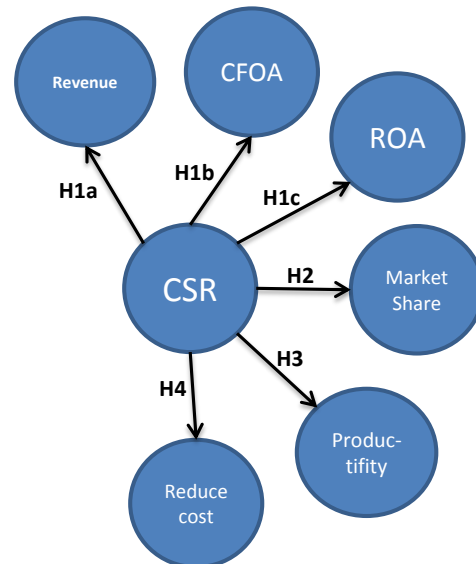 Revenue
CFOA
ROA
H1a
H1b
H1c
CSR
H2
Market
Share
H3
H4
Produc-
tifity
Reduce
cost